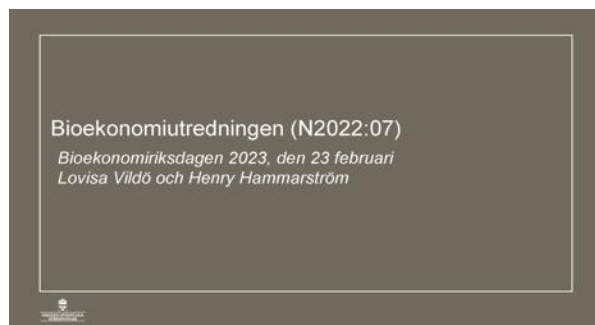 Bioekonomiutredningen (N2022:07)
Bioekonomiriksdagen 2023, den 23 februari
Lovisa Vildö och Henry Hammarström